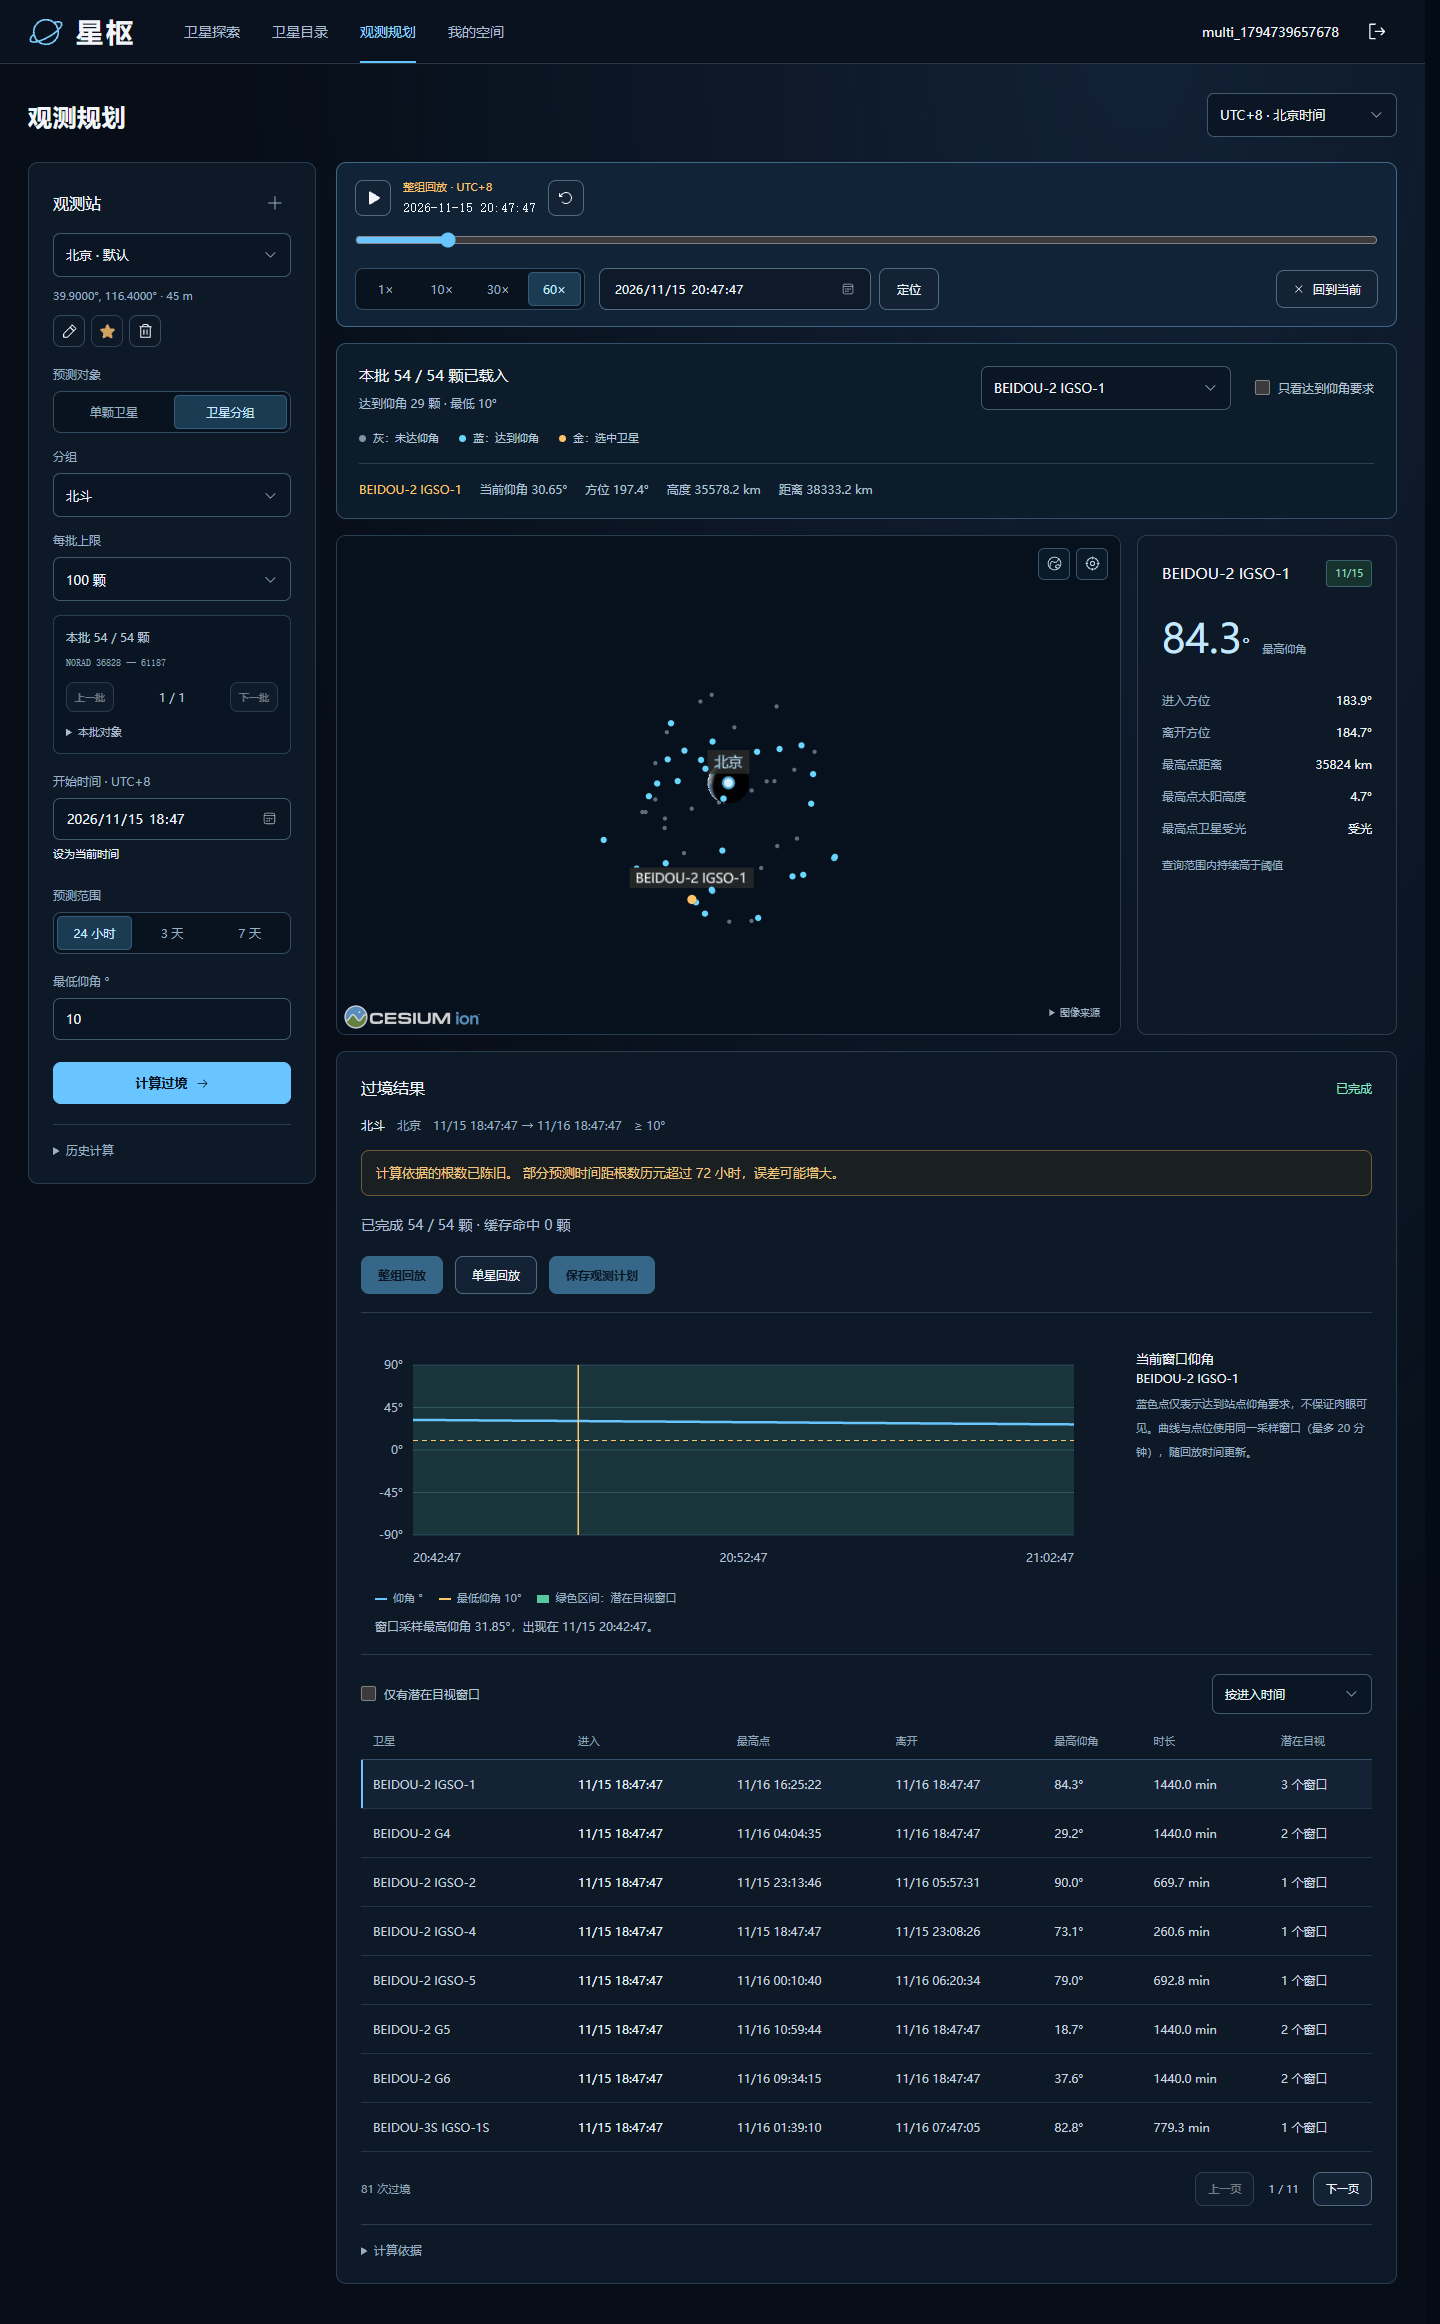 星枢
卫星探索
卫星目录
观测规划
我的空间
multi_1794739657678
观测规划
UTC+8 · 北京时间
观测站
北京 · 默认
39.9000°, 116.4000° · 45 m
预测对象
单颗卫星
卫星分组
分组
北斗
每批上限
100 颗
本批 54 / 54 颗
NORAD 36828 — 61187
上一批
1 / 1
下一批
本批对象
开始时间 · UTC+8
2026/11/15 18:47
设为当前时间
预测范围
24 小时
3 天
7 天
最低仰角 °
10
计算过境 →
历史计算
整组回放 · UTC+8
2026-11-15 20:47:47
1×
10×
30×
60×
2026/11/15 20:47:47
定位
× 回到当前
本批 54 / 54 颗已载入
达到仰角 29 颗 · 最低 10°
灰：未达仰角
蓝：达到仰角
金：选中卫星
BEIDOU-2 IGSO-1
只看达到仰角要求
BEIDOU-2 IGSO-1 当前仰角 30.65° 方位 197.4° 高度 35578.2 km 距离 38333.2 km
北京
BEIDOU-2 IGSO-1
CESIUM ion
图像来源
BEIDOU-2 IGSO-1
11/15
84.3° 最高仰角
进入方位 183.9°
离开方位 184.7°
最高点距离 35824 km
最高点太阳高度 4.7°
最高点卫星受光 受光
查询范围内持续高于阈值
过境结果
已完成
北斗 北京 11/15 18:47:47 → 11/16 18:47:47 ≥ 10°
计算依据的根数已陈旧。 部分预测时间距根数历元超过 72 小时，误差可能增大。
已完成 54 / 54 颗 · 缓存命中 0 颗
整组回放
单星回放
保存观测计划
90°
45°
0°
-45°
-90°
20:42:47
20:52:47
21:02:47
仰角 °
最低仰角 10°
绿色区间：潜在目视窗口
窗口采样最高仰角 31.85°，出现在 11/15 20:42:47。
当前窗口仰角
BEIDOU-2 IGSO-1
蓝色点仅表示达到站点仰角要求，不保证肉眼可
见。曲线与点位使用同一采样窗口（最多 20 分
钟），随回放时间更新。
仅有潜在目视窗口
按进入时间
卫星 进入 最高点 离开 最高仰角 时长 潜在目视
BEIDOU-2 IGSO-1 11/15 18:47:47 11/16 16:25:22 11/16 18:47:47 84.3° 1440.0 min 3 个窗口
BEIDOU-2 G4 11/15 18:47:47 11/16 04:04:35 11/16 18:47:47 29.2° 1440.0 min 2 个窗口
BEIDOU-2 IGSO-2 11/15 18:47:47 11/15 23:13:46 11/16 05:57:31 90.0° 669.7 min 1 个窗口
BEIDOU-2 IGSO-4 11/15 18:47:47 11/15 18:47:47 11/15 23:08:26 73.1° 260.6 min 1 个窗口
BEIDOU-2 IGSO-5 11/15 18:47:47 11/16 00:10:40 11/16 06:20:34 79.0° 692.8 min 1 个窗口
BEIDOU-2 G5 11/15 18:47:47 11/16 10:59:44 11/16 18:47:47 18.7° 1440.0 min 2 个窗口
BEIDOU-2 G6 11/15 18:47:47 11/16 09:34:15 11/16 18:47:47 37.6° 1440.0 min 2 个窗口
BEIDOU-3S IGSO-1S 11/15 18:47:47 11/16 01:39:10 11/16 07:47:05 82.8° 779.3 min 1 个窗口
81 次过境
上一页
1 / 11
下一页
计算依据